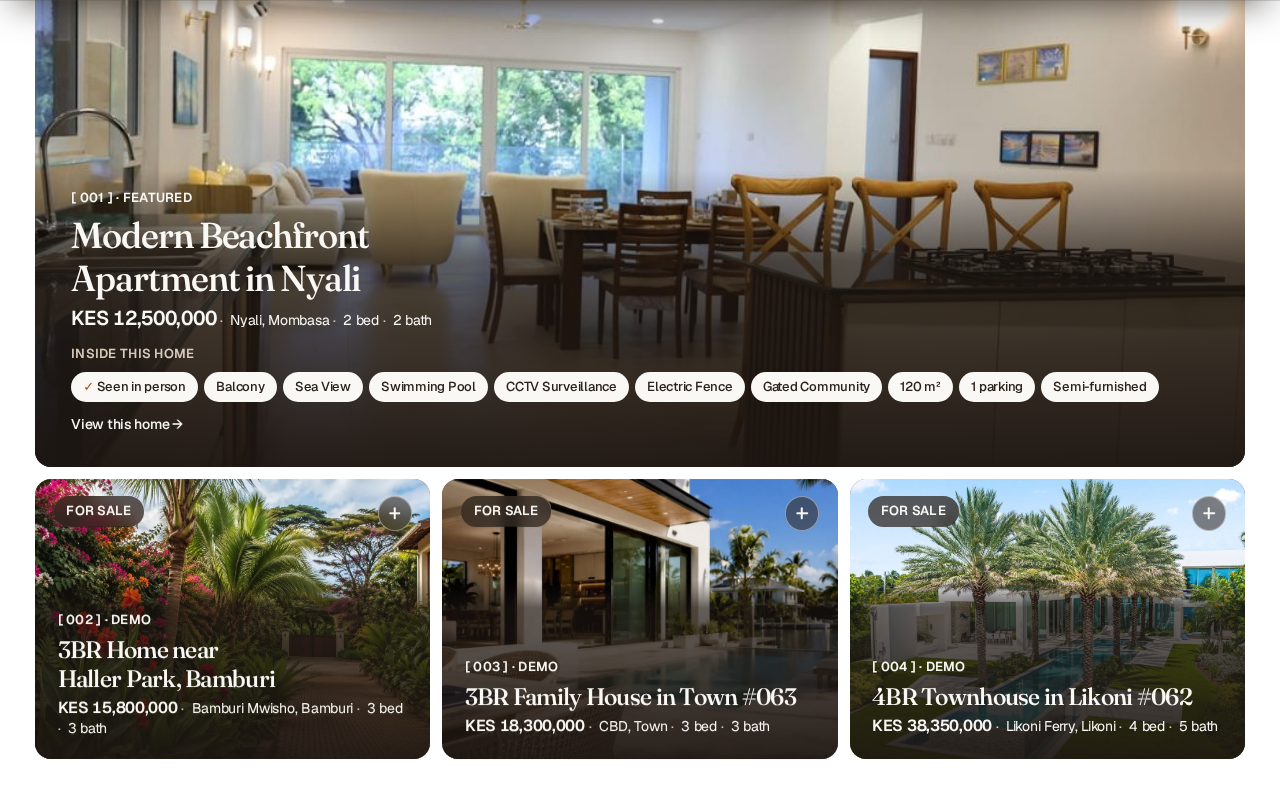 [ 001 ] · FEATURED
Modern Beachfront
Apartment in Nyali
KES 12,500,000 · Nyali, Mombasa · 2 bed · 2 bath
INSIDE THIS HOME
✓ Seen in person Balcony Sea View Swimming Pool CCTV Surveillance Electric Fence Gated Community 120 m² 1 parking Semi-furnished
View this home →
FOR SALE +
[ 002 ] · DEMO
3BR Home near
Haller Park, Bamburi
KES 15,800,000 · Bamburi Mwisho, Bamburi · 3 bed
· 3 bath
FOR SALE +
[ 003 ] · DEMO
3BR Family House in Town #063
KES 18,300,000 · CBD, Town · 3 bed · 3 bath
FOR SALE +
[ 004 ] · DEMO
4BR Townhouse in Likoni #062
KES 38,350,000 · Likoni Ferry, Likoni · 4 bed · 5 bath